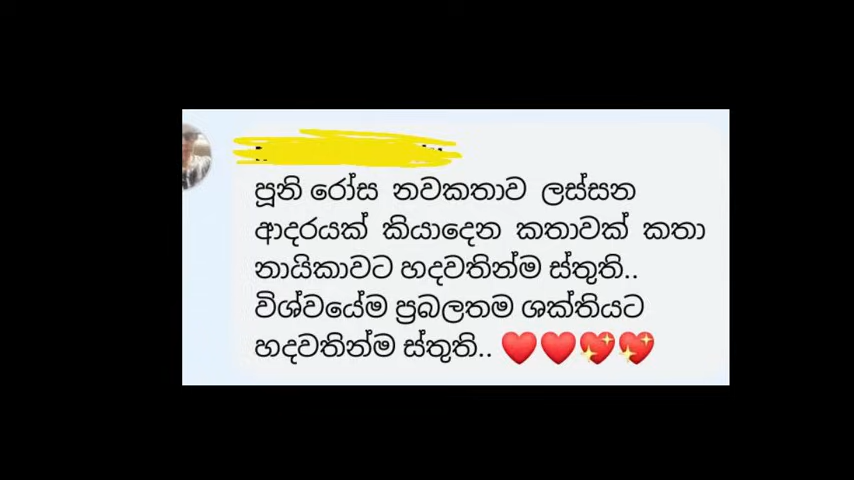 පූනි රෝස නවකතාව ලස්සන
ආදරයක් කියාදෙන කතාවක් කතා
නායිකාවට හදවතින්ම ස්තුති..
විශ්වයේම ප්‍රබලතම ශක්තියට
හදවතින්ම ස්තුති.. ❤️❤️💖💖